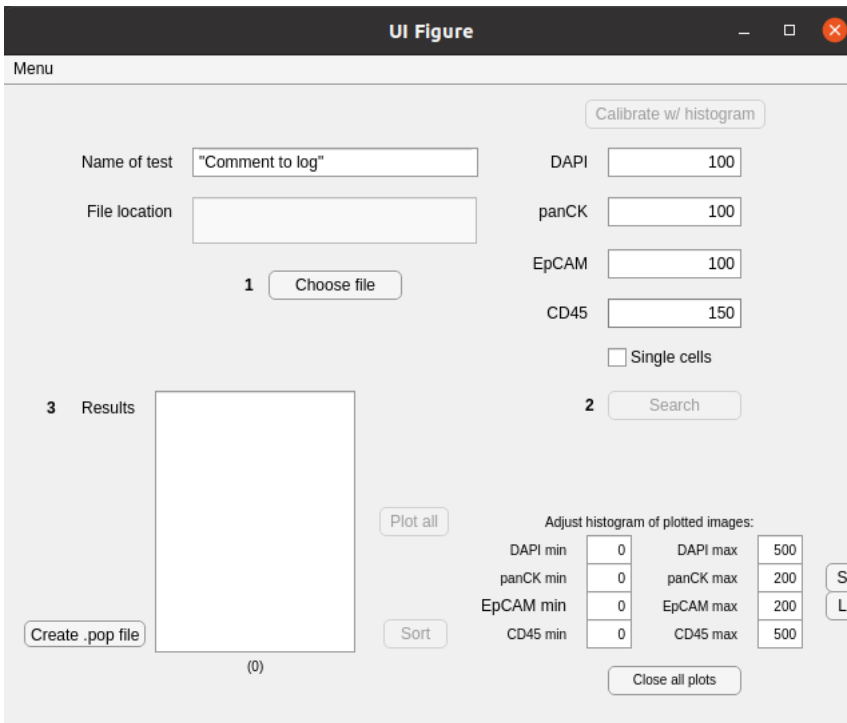 UI Figure
Menu
Calibrate w/ histogram
Name of test "Comment to log" DAPI 100
File location panCK 100
EpCAM 100
1 Choose file
CD45 150
Single cells
3 Results 2 Search
Plot all Adjust histogram of plotted images:
DAPI min 0 DAPI max 500
panCK min 0 panCK max 200 S
EpCAM min 0 EpCAM max 200 L
Create .pop file Sort CD45 min 0 CD45 max 500
(0) Close all plots